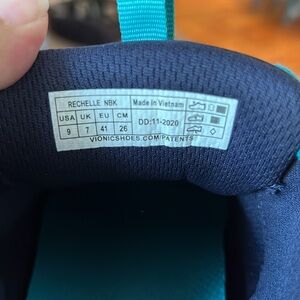 RECHELLE NBK Made in Vietnam
USA UK EU CM
9 7 41 26 DD:11-2020
VIONICSHOES.COM/PATENTS